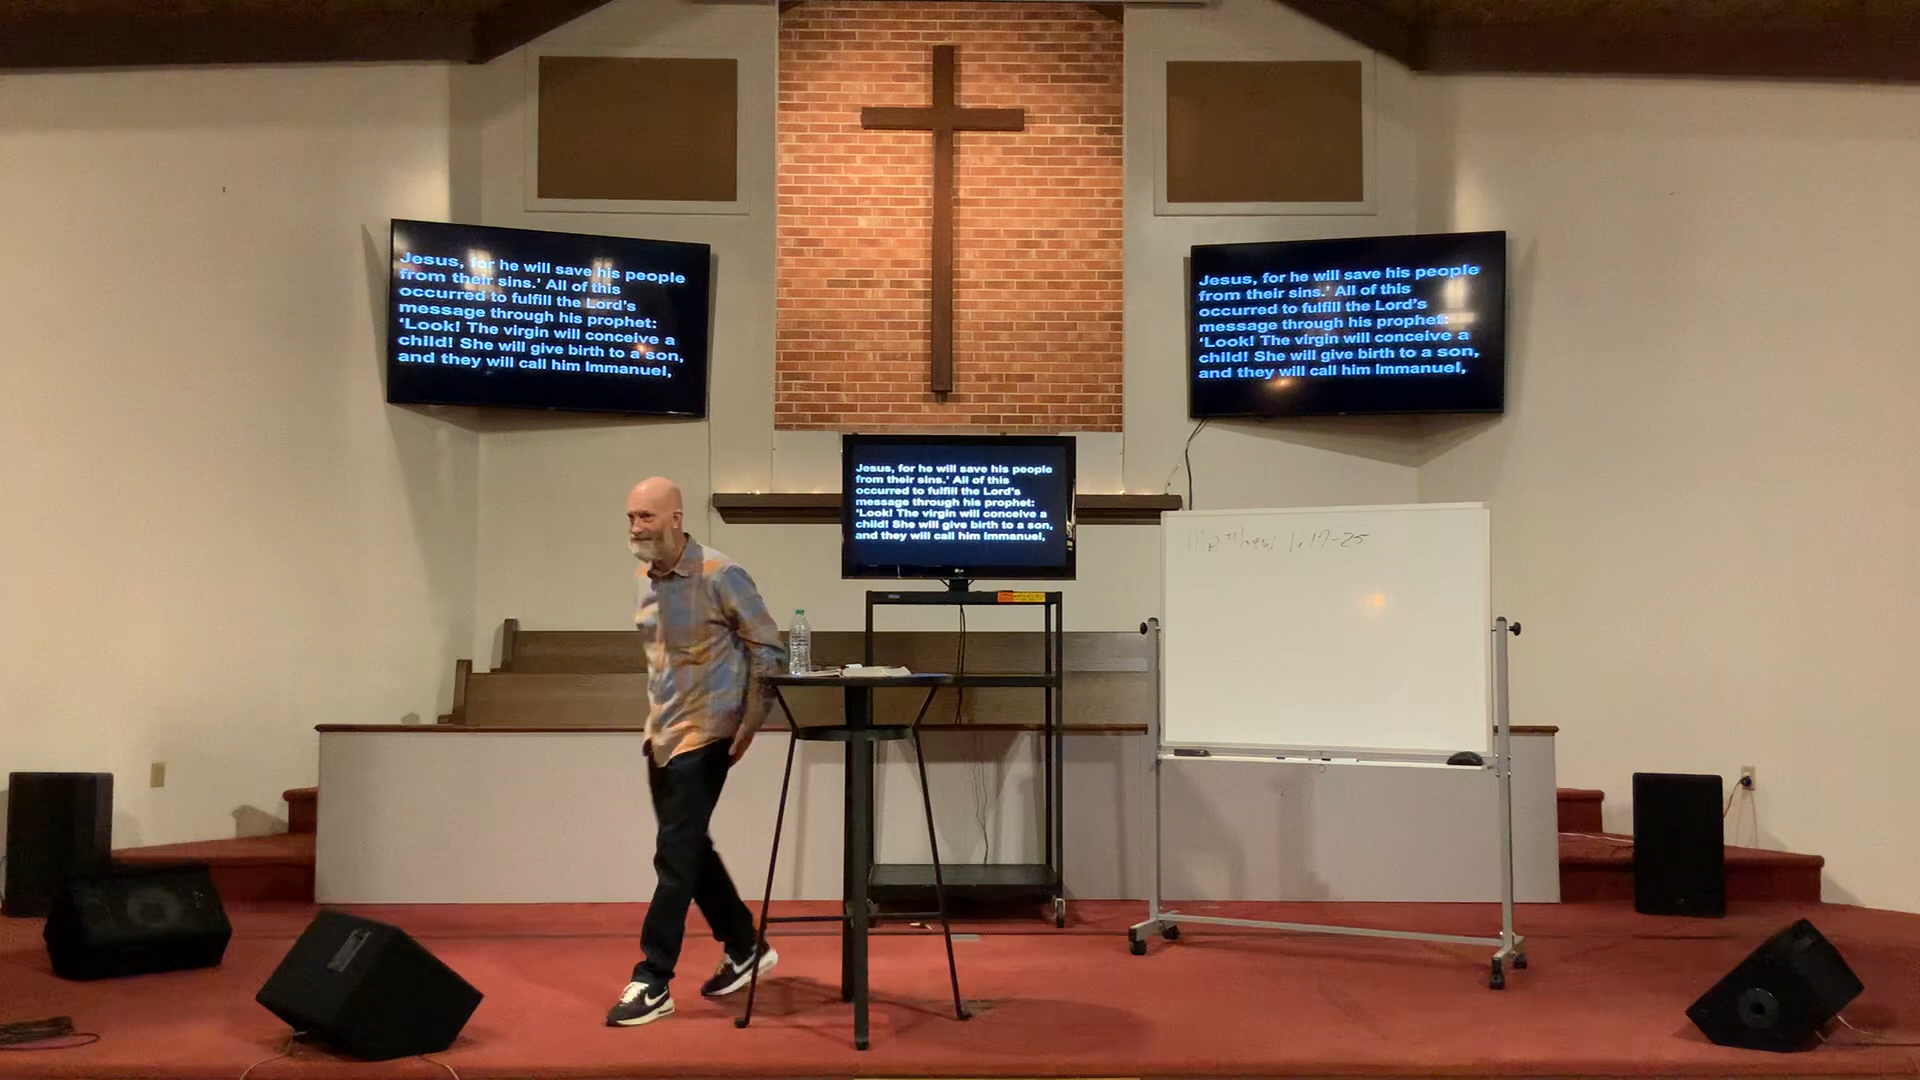 Jesus, for he will save his people
from their sins.' All of this
occurred to fulfill the Lord's
message through his prophet:
'Look! The virgin will conceive a
child! She will give birth to a son,
and they will call him Immanuel,
Jesus, for he will save his people
from their sins.' All of this
occurred to fulfill the Lord's
message through his prophet:
'Look! The virgin will conceive a
child! She will give birth to a son,
and they will call him Immanuel,
Jesus, for he will save his people
from their sins.' All of this
occurred to fulfill the Lord's
message through his prophet:
'Look! The virgin will conceive a
child! She will give birth to a son,
and they will call him Immanuel,
LG
Matthew 1:17-25